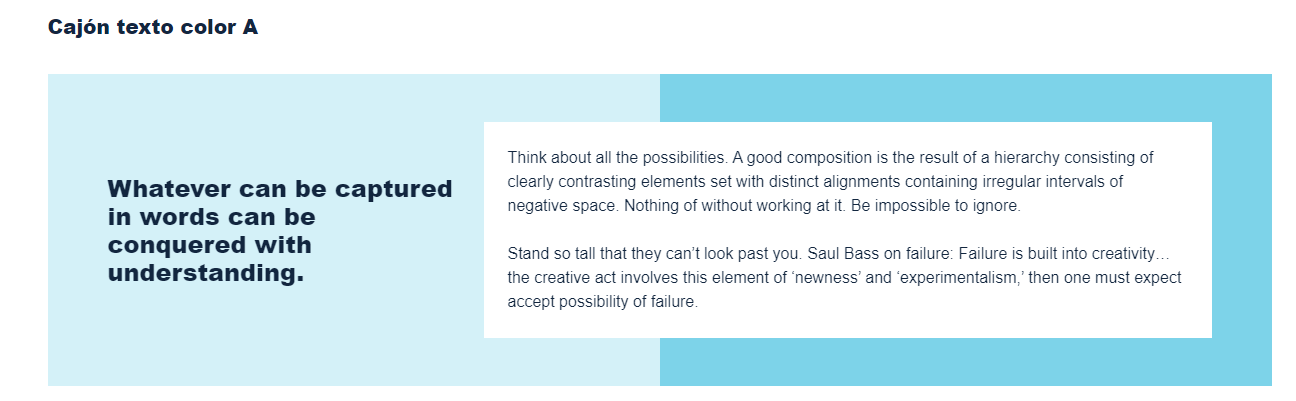 Cajón texto color A
Whatever can be captured
in words can be
conquered with
understanding.
Think about all the possibilities. A good composition is the result of a hierarchy consisting of
clearly contrasting elements set with distinct alignments containing irregular intervals of
negative space. Nothing of without working at it. Be impossible to ignore.
Stand so tall that they can’t look past you. Saul Bass on failure: Failure is built into creativity…
the creative act involves this element of ‘newness’ and ‘experimentalism,’ then one must expect
accept possibility of failure.